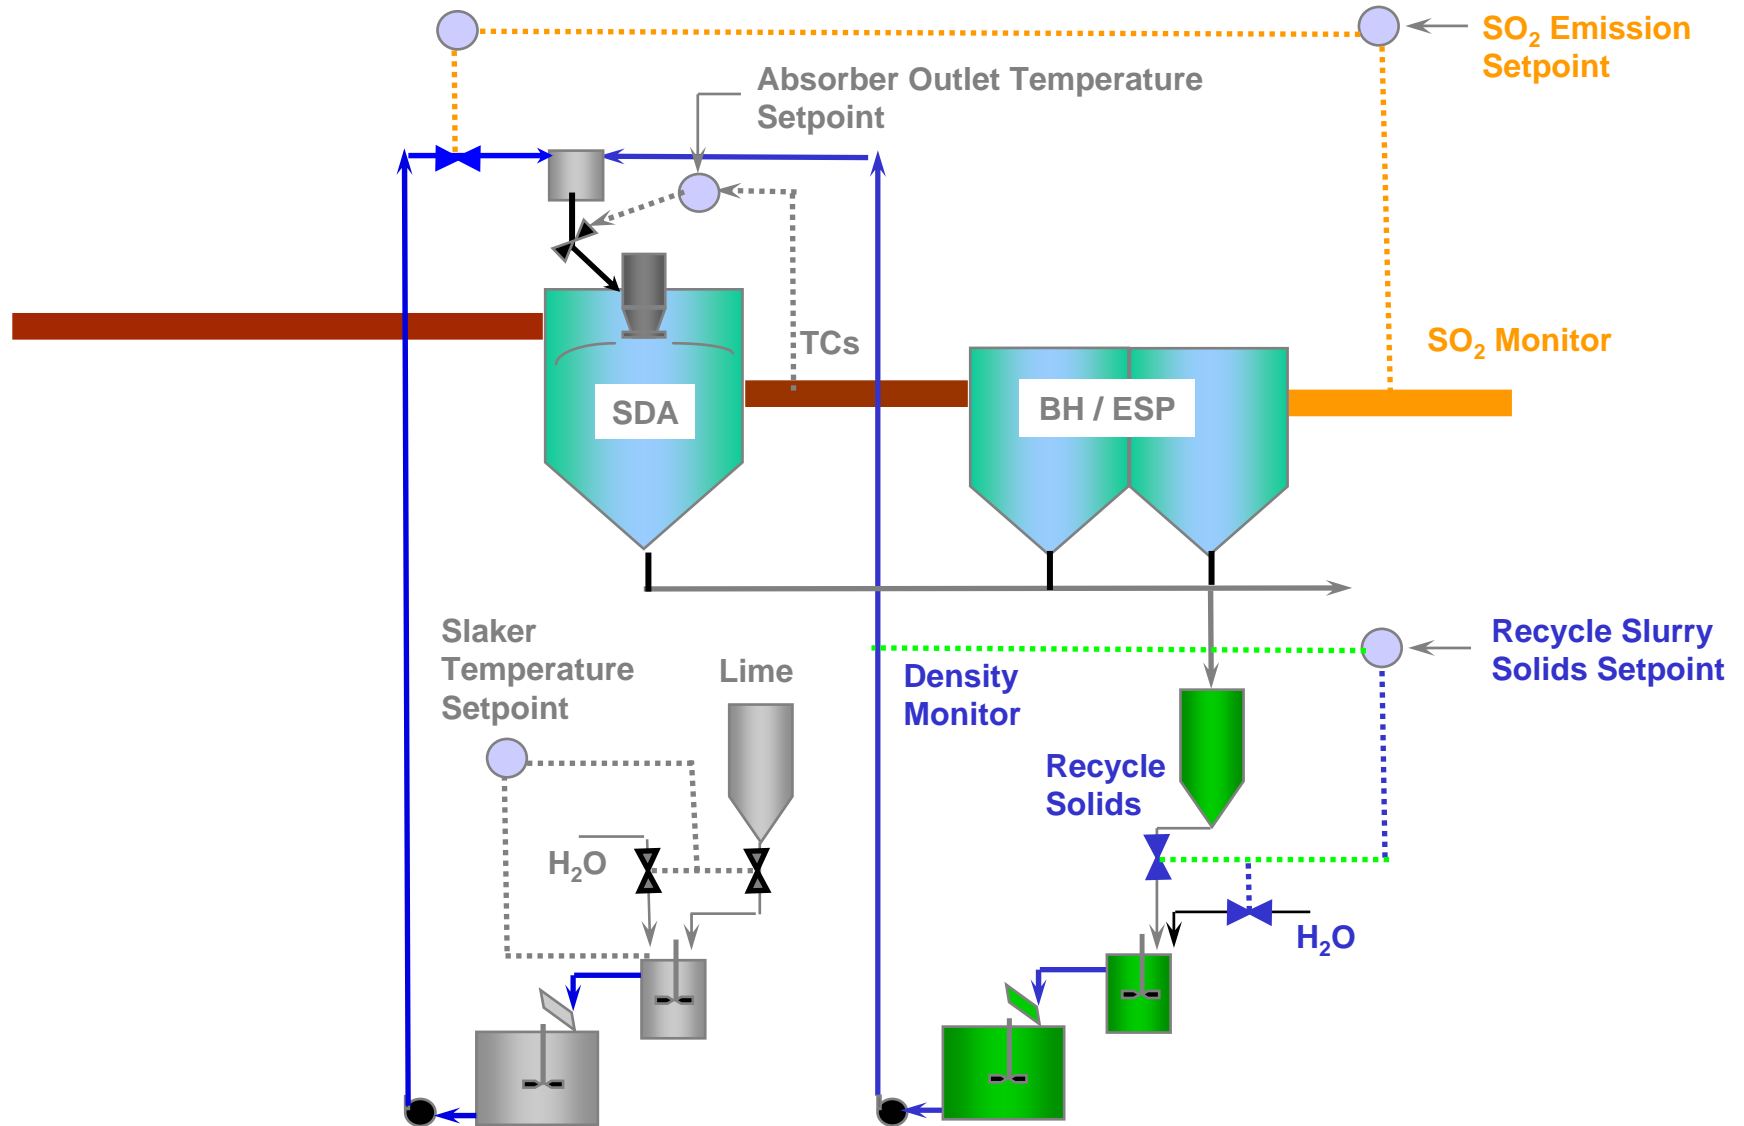 SO₂ Emission
Setpoint
Absorber Outlet Temperature
Setpoint
TCs
SO₂ Monitor
SDA
BH / ESP
Slaker
Temperature
Setpoint
Lime
Density
Monitor
Recycle Slurry
Solids Setpoint
Recycle
Solids
H₂O
H₂O